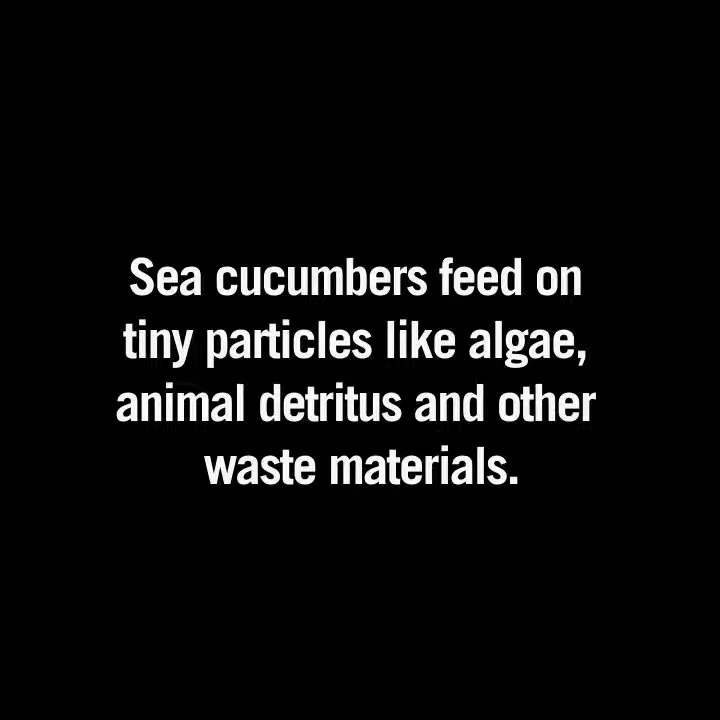 Sea cucumbers feed on
tiny particles like algae,
animal detritus and other
waste materials.